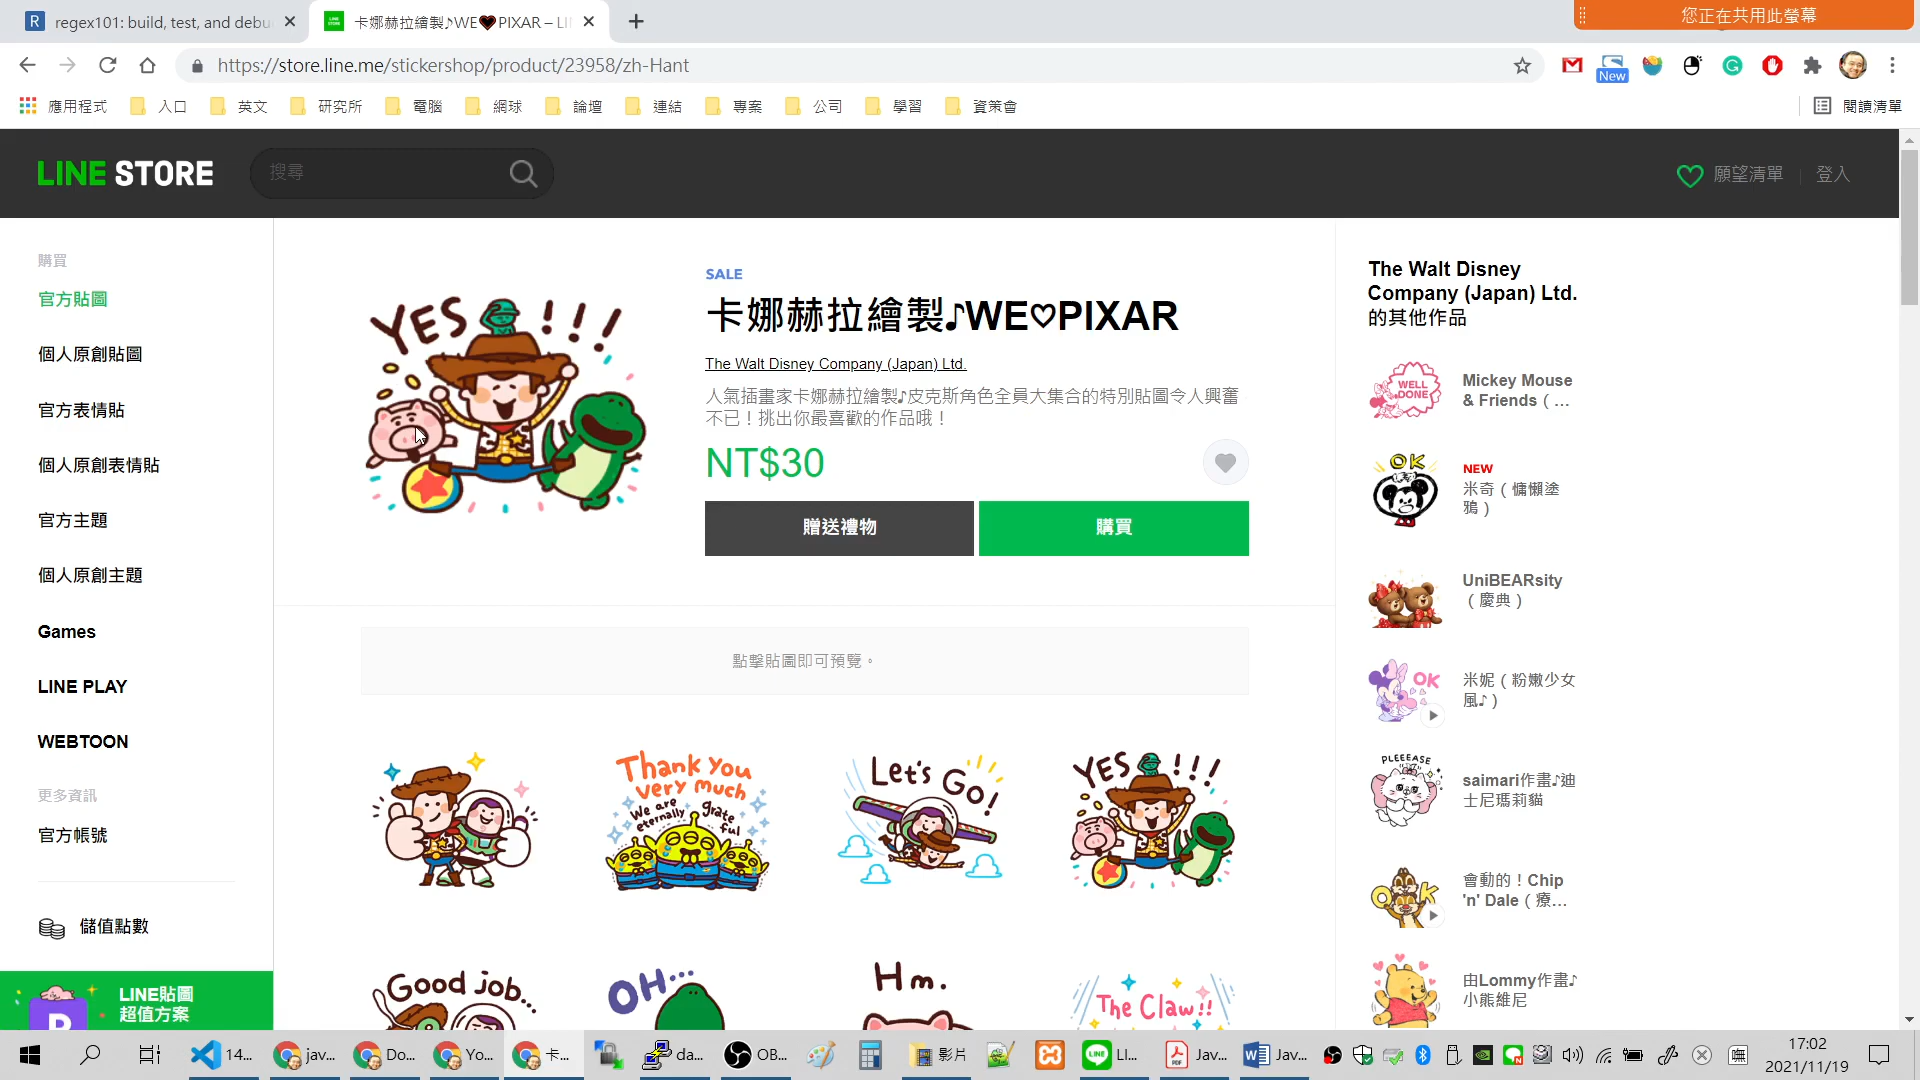 regex101: build, test, and debu
卡娜赫拉繪製♪WE♥PIXAR – LI
您正在共用此螢幕
https://store.line.me/stickershop/product/23958/zh-Hant
New
應用程式
入口
英文
研究所
電腦
網球
論壇
連結
專案
公司
學習
資策會
閱讀清單
LINE STORE
搜尋
願望清單
登入
購買
官方貼圖
個人原創貼圖
官方表情貼
個人原創表情貼
官方主題
個人原創主題
Games
LINE PLAY
WEBTOON
更多資訊
官方帳號
儲值點數
LINE貼圖
超值方案
YES!!!
SALE
卡娜赫拉繪製♪WE♡PIXAR
The Walt Disney Company (Japan) Ltd.
人氣插畫家卡娜赫拉繪製♪皮克斯角色全員大集合的特別貼圖令人興奮
不已！挑出你最喜歡的作品哦！
NT$30
贈送禮物
購買
點擊貼圖即可預覽。
Thank You
very much
We are
eternally
grate
ful
Let's Go!
YES!!!
Good job...
OH...
Hm.
The Claw!!
The Walt Disney
Company (Japan) Ltd.
的其他作品
WELL
DONE
Mickey Mouse
& Friends（…
OK
NEW
米奇（慵懶塗
鴉）
UniBEARsity
（慶典）
OK
米妮（粉嫩少女
風♪）
PLEEEASE
saimari作畫♪迪
士尼瑪莉貓
OK
會動的！Chip
'n' Dale（療…
由Lommy作畫♪
小熊維尼
14...
jav...
Do...
Yo...
卡...
da...
OB...
影片
LI...
Jav...
Jav...
17:02
2021/11/19